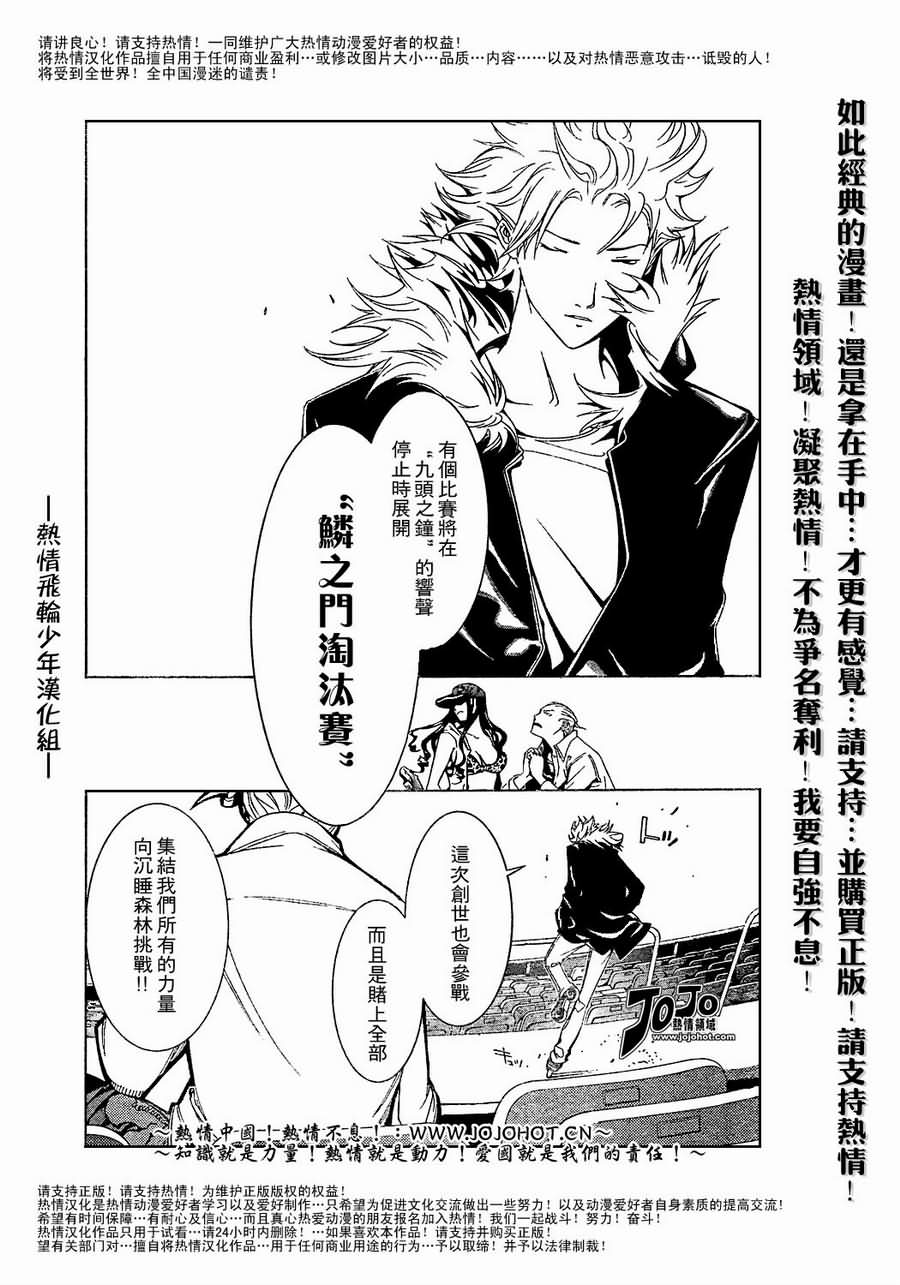 请讲良心！请支持热情！一同维护广大热情动漫爱好者的权益！
将热情汉化作品擅自用于任何商业盈利…或修改图片大小…品质…内容……以及对热情恶意攻击…诋毁的人！
将受到全世界！全中国漫迷的谴责！
如此經典的漫畫！還是拿在手中…才更有感覺…請支持…並購買正版！請支持熱情！
熱情領域！凝聚熱情！不為爭名奪利！我要自強不息！
有個比賽將在
“九頭之鐘”的響聲
停止時展開
“鱗之門淘汰賽”
—熱情飛輪少年漢化組—
這次創世也會參戰
而且是賭上全部
集結我們所有的力量
向沉睡森林挑戰!!
JOJO
熱情領域
www.jojohot.com
～熱情中國！熱情不息！：WWW.JOJOHOT.CN～
～知識就是力量！熱情就是動力！愛國就是我們的責任！～
请支持正版！请支持热情！为维护正版版权的权益！
热情汉化是热情动漫爱好者学习以及爱好制作…只希望为促进文化交流做出一些努力！以及动漫爱好者自身素质的提高交流！
希望有时间保障…有耐心及信心…而且真心热爱动漫的朋友报名加入热情！我们一起战斗！努力！奋斗！
热情汉化作品只用于试看…请24小时内删除！…如果喜欢本作品！请支持并购买正版！
望有关部门对…擅自将热情汉化作品…用于任何商业用途的行为…予以取缔！并予以法律制裁！